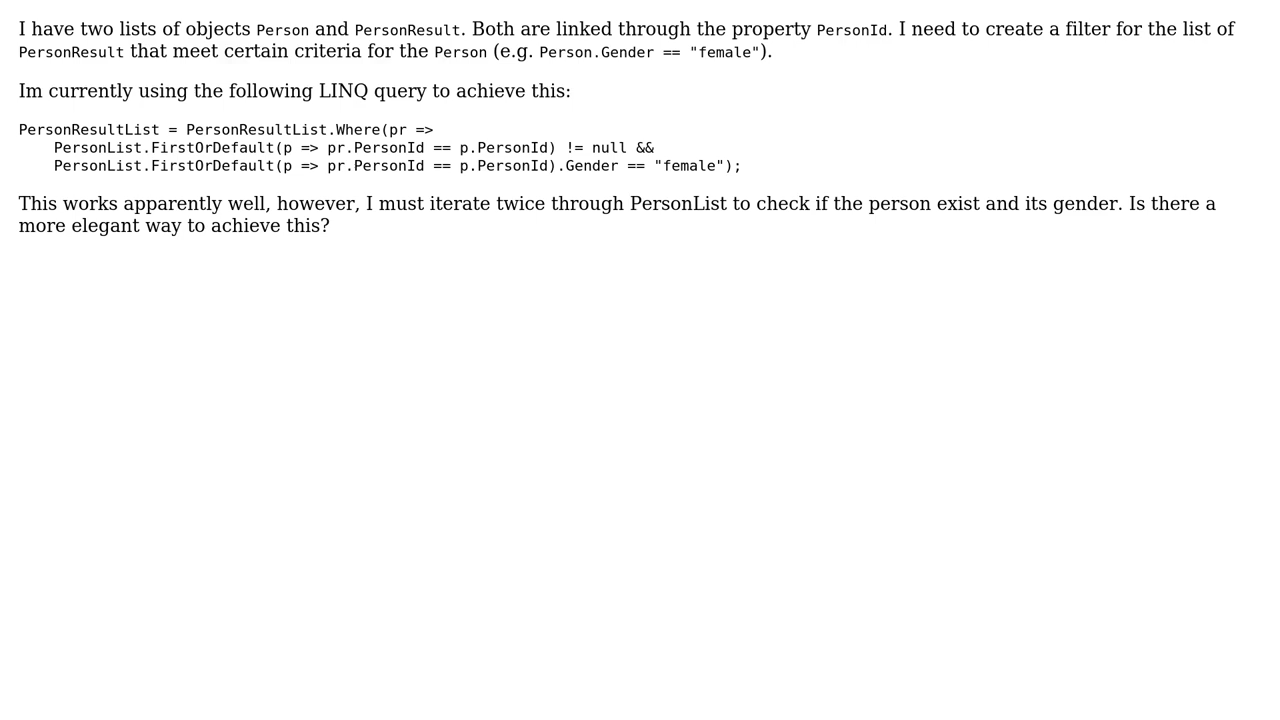 I have two lists of objects Person and PersonResult. Both are linked through the property PersonId. I need to create a filter for the list of
PersonResult that meet certain criteria for the Person (e.g. Person.Gender == "female").
Im currently using the following LINQ query to achieve this:
PersonResultList = PersonResultList.Where(pr =>
    PersonList.FirstOrDefault(p => pr.PersonId == p.PersonId) != null &&
    PersonList.FirstOrDefault(p => pr.PersonId == p.PersonId).Gender == "female");
This works apparently well, however, I must iterate twice through PersonList to check if the person exist and its gender. Is there a
more elegant way to achieve this?